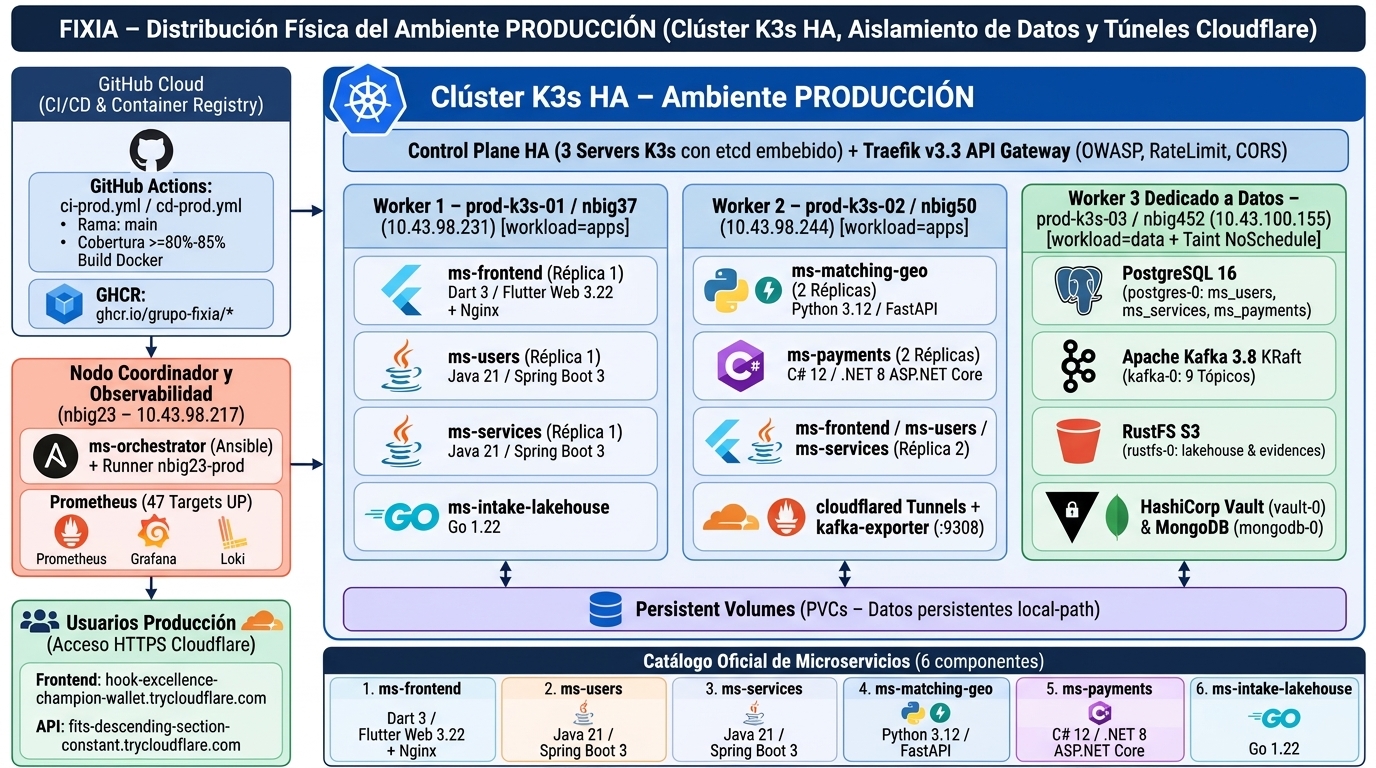 FIXIA – Distribución Física del Ambiente PRODUCCIÓN (Clúster K3s HA, Aislamiento de Datos y Túneles Cloudflare)
GitHub Cloud
(CI/CD & Container Registry)
GitHub Actions:
ci-prod.yml / cd-prod.yml
• Rama: main
• Cobertura >=80%-85%
Build Docker
GHCR:
ghcr.io/grupo-fixia/*
Nodo Coordinador y
Observabilidad
(nbig23 – 10.43.98.217)
ms-orchestrator (Ansible)
+ Runner nbig23-prod
Prometheus (47 Targets UP)
Prometheus
Grafana
Loki
Usuarios Producción
(Acceso HTTPS Cloudflare)
Frontend: hook-excellence-
champion-wallet.trycloudflare.com
API: fits-descending-section-
constant.trycloudflare.com
Clúster K3s HA – Ambiente PRODUCCIÓN
Control Plane HA (3 Servers K3s con etcd embebido) + Traefik v3.3 API Gateway (OWASP, RateLimit, CORS)
Worker 1 – prod-k3s-01 / nbig37
(10.43.98.231) [workload=apps]
ms-frontend (Réplica 1)
Dart 3 / Flutter Web 3.22
+ Nginx
ms-users (Réplica 1)
Java 21 / Spring Boot 3
ms-services (Réplica 1)
Java 21 / Spring Boot 3
GO
ms-intake-lakehouse
Go 1.22
Worker 2 – prod-k3s-02 / nbig50
(10.43.98.244) [workload=apps]
ms-matching-geo
(2 Réplicas)
Python 3.12 / FastAPI
C#
ms-payments (2 Réplicas)
C# 12 / .NET 8 ASP.NET Core
ms-frontend / ms-users /
ms-services (Réplica 2)
cloudflared Tunnels +
kafka-exporter (:9308)
Worker 3 Dedicado a Datos –
prod-k3s-03 / nbig452 (10.43.100.155)
[workload=data + Taint NoSchedule]
PostgreSQL 16
(postgres-0: ms_users,
ms_services, ms_payments)
Apache Kafka 3.8 KRaft
(kafka-0: 9 Tópicos)
RustFS S3
(rustfs-0: lakehouse & evidences)
HashiCorp Vault (vault-0)
& MongoDB (mongodb-0)
Persistent Volumes (PVCs – Datos persistentes local-path)
Catálogo Oficial de Microservicios (6 componentes)
1. ms-frontend
Dart 3 /
Flutter Web 3.22
+ Nginx
2. ms-users
Java 21 /
Spring Boot 3
3. ms-services
Java 21 /
Spring Boot 3
4. ms-matching-geo
Python 3.12 /
FastAPI
5. ms-payments
C#
C# 12 / .NET 8
ASP.NET Core
6. ms-intake-lakehouse
GO
Go 1.22